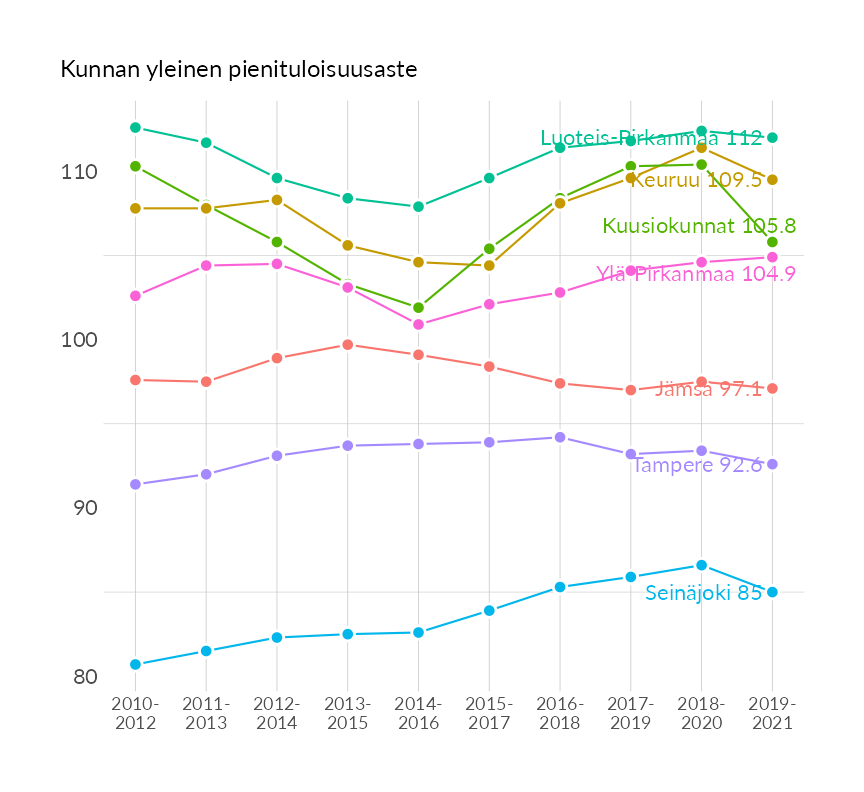 Kunnan yleinen pienituloisuusaste
Luoteis-Pirkanmaa 112
110
Keuruu 109.5
Kuusiokunnat 105.8
Ylä-Pirkanmaa 104.9
100
Jämsä 97.1
Tampere 92.6
90
Seinäjoki 85
80
2010- 2011- 2012- 2013- 2014- 2015- 2016- 2017- 2018- 2019-
2012 2013 2014 2015 2016 2017 2018 2019 2020 2021